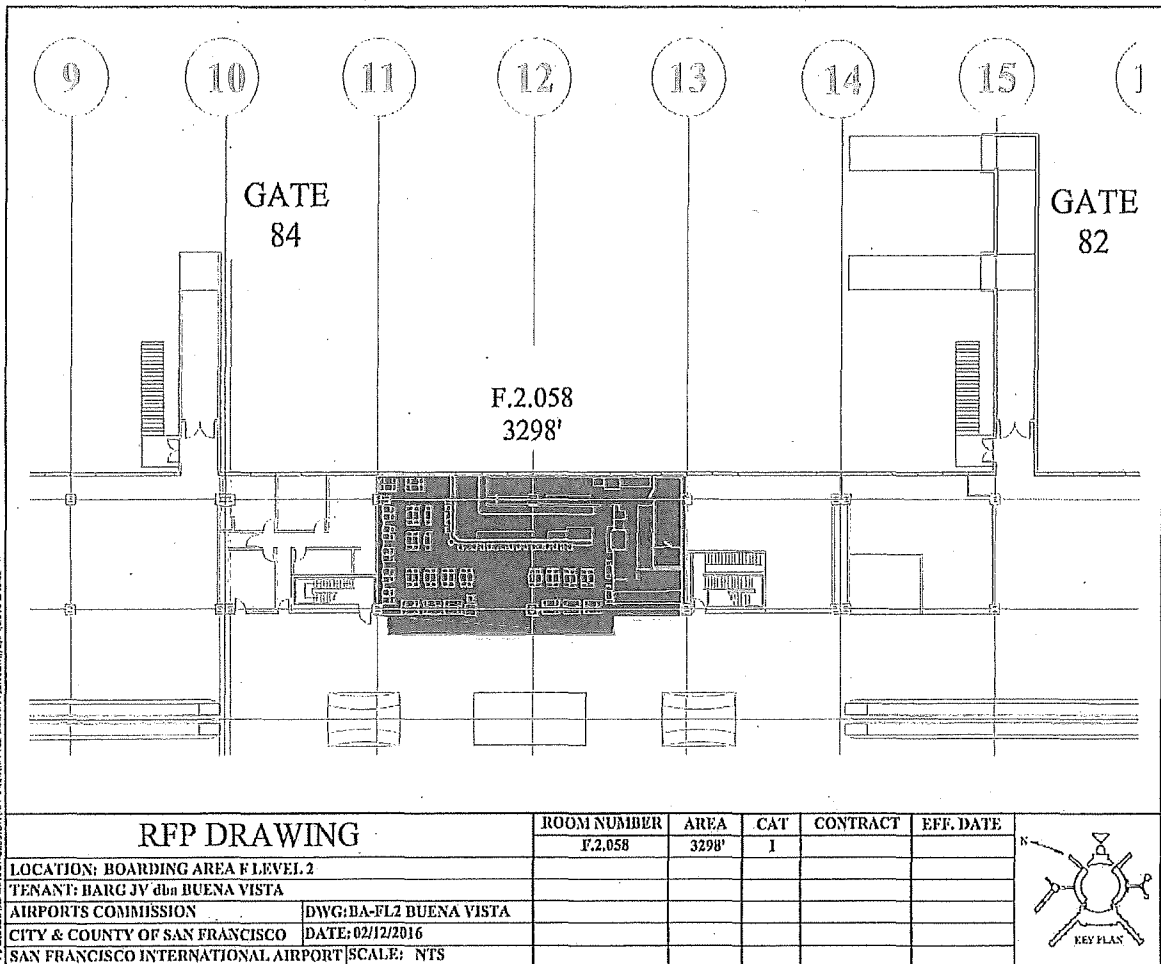 9 10 11 12 13 14 15 1
GATE
84
GATE
82
F.2.058
3298'
RFP DRAWING
ROOM NUMBER AREA CAT CONTRACT EFF. DATE
F.2.058 3298' 1
LOCATION: BOARDING AREA F LEVEL 2
TENANT: BARG JV dba BUENA VISTA
AIRPORTS COMMISSION DWG:BA-FL2 BUENA VISTA
CITY & COUNTY OF SAN FRANCISCO DATE: 02/12/2016
SAN FRANCISCO INTERNATIONAL AIRPORT SCALE: NTS
N
KEY PLAN